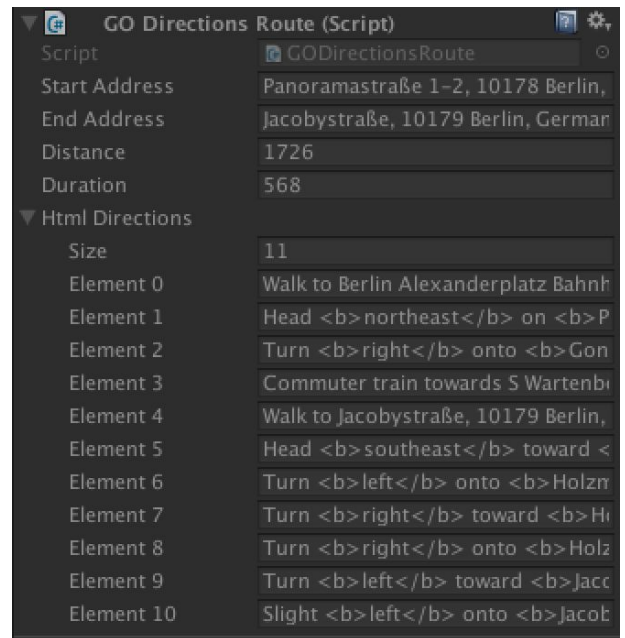 GO Directions Route (Script)
Script GODirectionsRoute
Start Address Panoramastraße 1-2, 10178 Berlin,
End Address Jacobystraße, 10179 Berlin, German
Distance 1726
Duration 568
Html Directions
Size 11
Element 0 Walk to Berlin Alexanderplatz Bahnh
Element 1 Head <b>northeast</b> on <b>P
Element 2 Turn <b>right</b> onto <b>Gon
Element 3 Commuter train towards S Wartenb
Element 4 Walk to Jacobystraße, 10179 Berlin,
Element 5 Head <b>southeast</b> toward <
Element 6 Turn <b>left</b> onto <b>Holzm
Element 7 Turn <b>right</b> toward <b>H
Element 8 Turn <b>right</b> onto <b>Holz
Element 9 Turn <b>left</b> toward <b>Jaco
Element 10 Slight <b>left</b> onto <b>Jacob